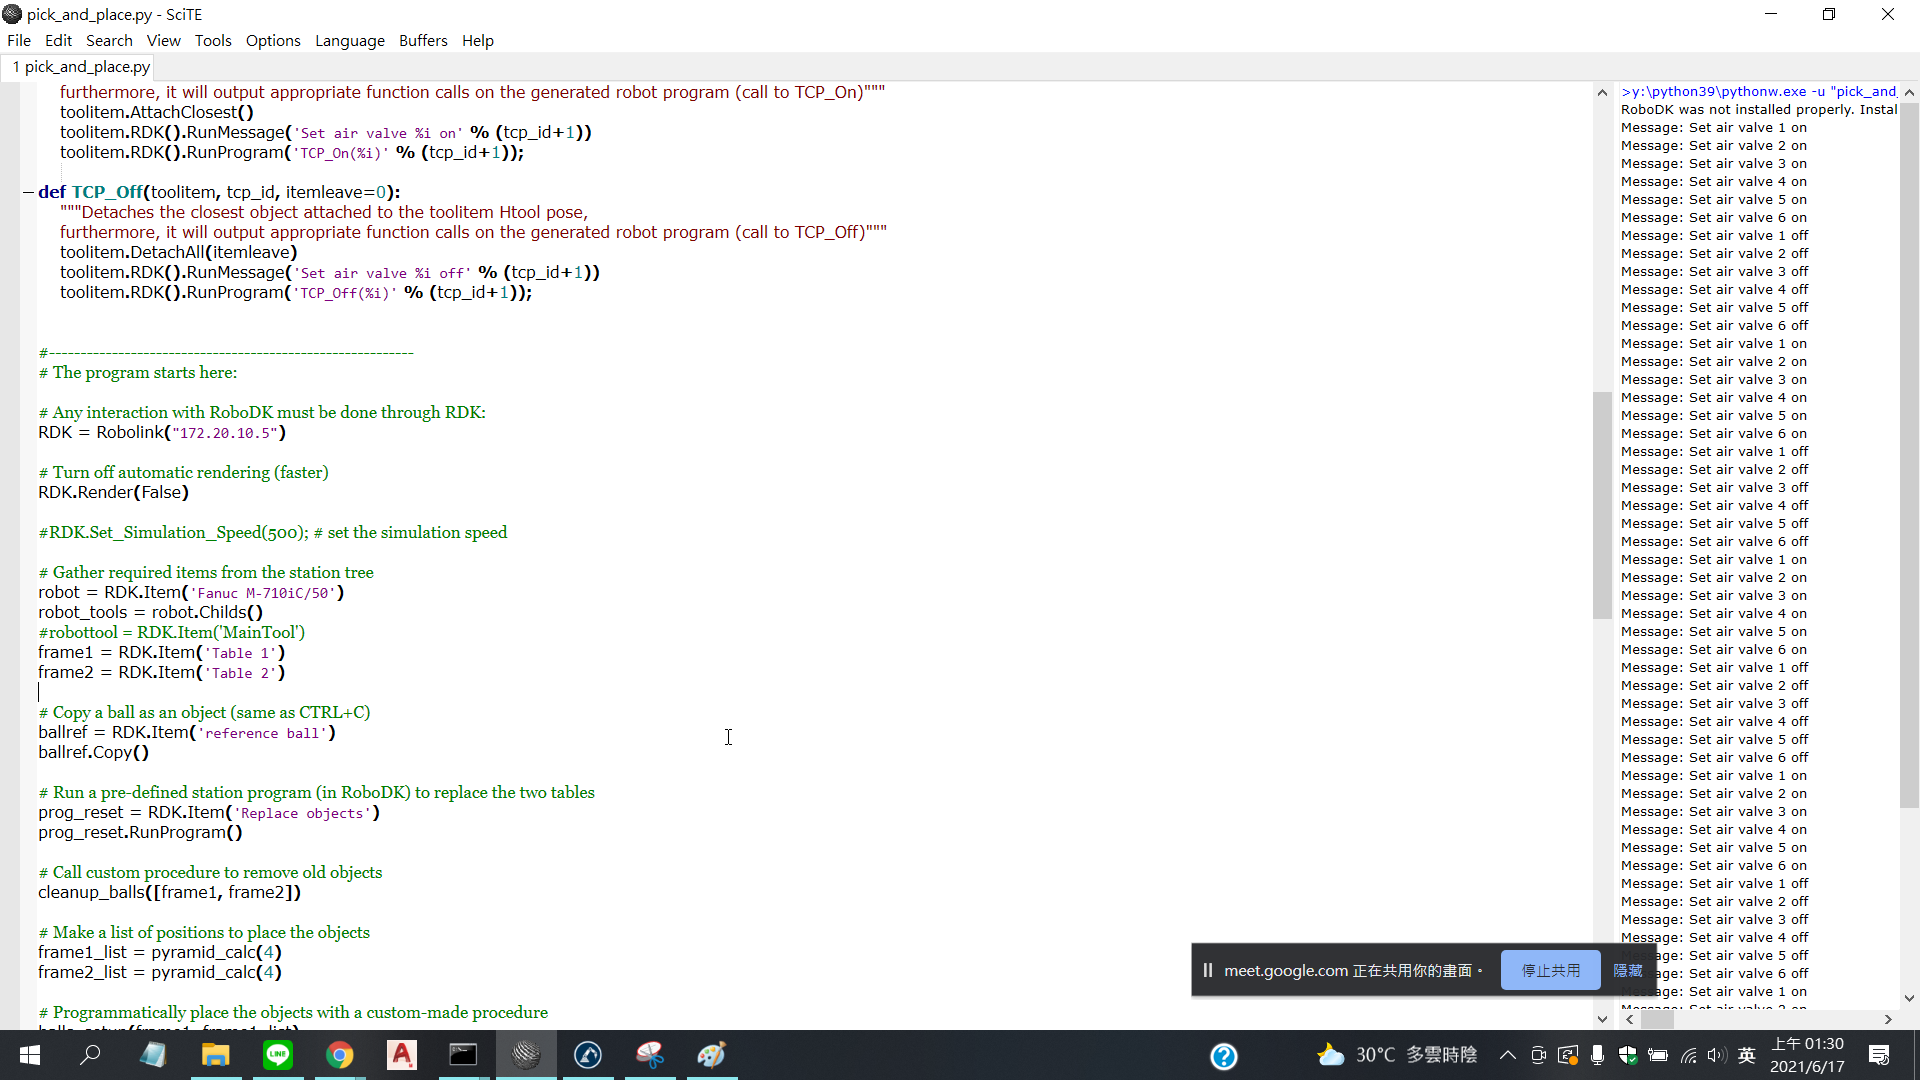 pick_and_place.py - SciTE
File Edit Search View Tools Options Language Buffers Help
1 pick_and_place.py
furthermore, it will output appropriate function calls on the generated robot program (call to TCP_On)"""
toolitem.AttachClosest()
toolitem.RDK().RunMessage('Set air valve %i on' % (tcp_id+1))
toolitem.RDK().RunProgram('TCP_On(%i)' % (tcp_id+1));
def TCP_Off(toolitem, tcp_id, itemleave=0):
"""Detaches the closest object attached to the toolitem Htool pose,
furthermore, it will output appropriate function calls on the generated robot program (call to TCP_Off)"""
toolitem.DetachAll(itemleave)
toolitem.RDK().RunMessage('Set air valve %i off' % (tcp_id+1))
toolitem.RDK().RunProgram('TCP_Off(%i)' % (tcp_id+1));
#----------------------------------------------------------
# The program starts here:
# Any interaction with RoboDK must be done through RDK:
RDK = Robolink("172.20.10.5")
# Turn off automatic rendering (faster)
RDK.Render(False)
#RDK.Set_Simulation_Speed(500); # set the simulation speed
# Gather required items from the station tree
robot = RDK.Item('Fanuc M-710iC/50')
robot_tools = robot.Childs()
#robottool = RDK.Item('MainTool')
frame1 = RDK.Item('Table 1')
frame2 = RDK.Item('Table 2')
# Copy a ball as an object (same as CTRL+C)
ballref = RDK.Item('reference ball')
ballref.Copy()
# Run a pre-defined station program (in RoboDK) to replace the two tables
prog_reset = RDK.Item('Replace objects')
prog_reset.RunProgram()
# Call custom procedure to remove old objects
cleanup_balls([frame1, frame2])
# Make a list of positions to place the objects
frame1_list = pyramid_calc(4)
frame2_list = pyramid_calc(4)
# Programmatically place the objects with a custom-made procedure
balls_setup(frame1, frame1_list)
>y:\python39\pythonw.exe -u "pick_and_
RoboDK was not installed properly. Instal
Message: Set air valve 1 on
Message: Set air valve 2 on
Message: Set air valve 3 on
Message: Set air valve 4 on
Message: Set air valve 5 on
Message: Set air valve 6 on
Message: Set air valve 1 off
Message: Set air valve 2 off
Message: Set air valve 3 off
Message: Set air valve 4 off
Message: Set air valve 5 off
Message: Set air valve 6 off
Message: Set air valve 1 on
Message: Set air valve 2 on
Message: Set air valve 3 on
Message: Set air valve 4 on
Message: Set air valve 5 on
Message: Set air valve 6 on
Message: Set air valve 1 off
Message: Set air valve 2 off
Message: Set air valve 3 off
Message: Set air valve 4 off
Message: Set air valve 5 off
Message: Set air valve 6 off
Message: Set air valve 1 on
Message: Set air valve 2 on
Message: Set air valve 3 on
Message: Set air valve 4 on
Message: Set air valve 5 on
Message: Set air valve 6 on
Message: Set air valve 1 off
Message: Set air valve 2 off
Message: Set air valve 3 off
Message: Set air valve 4 off
Message: Set air valve 5 off
Message: Set air valve 6 off
Message: Set air valve 1 on
Message: Set air valve 2 on
Message: Set air valve 3 on
Message: Set air valve 4 on
Message: Set air valve 5 on
Message: Set air valve 6 on
Message: Set air valve 1 off
Message: Set air valve 2 off
Message: Set air valve 3 off
Message: Set air valve 4 off
age: Set air valve 5 off
age: Set air valve 6 off
age: Set air valve 1 on
Message: Set air valve 2 on
meet.google.com 正在共用你的畫面。 停止共用 隱藏
LINE
30°C 多雲時陰
英
上午 01:30
2021/6/17